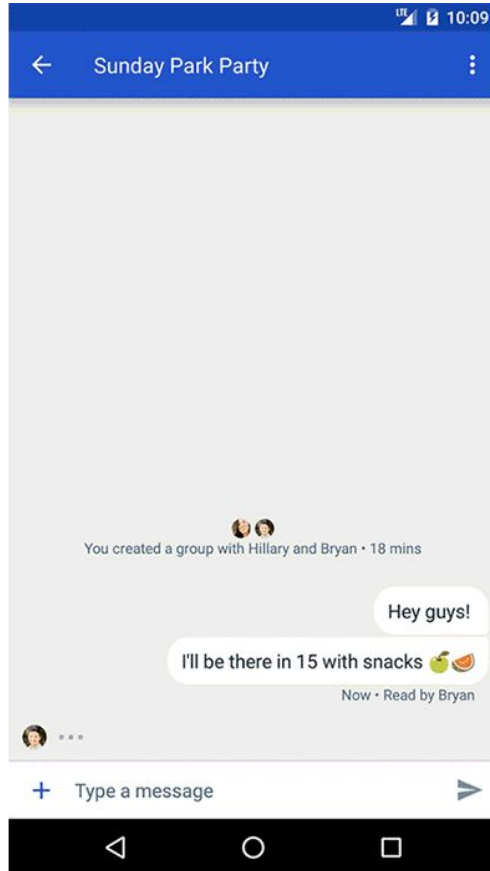 LTE 10:09
Sunday Park Party
You created a group with Hillary and Bryan • 18 mins
Hey guys!
I'll be there in 15 with snacks 🍏🍉
Now • Read by Bryan
Type a message